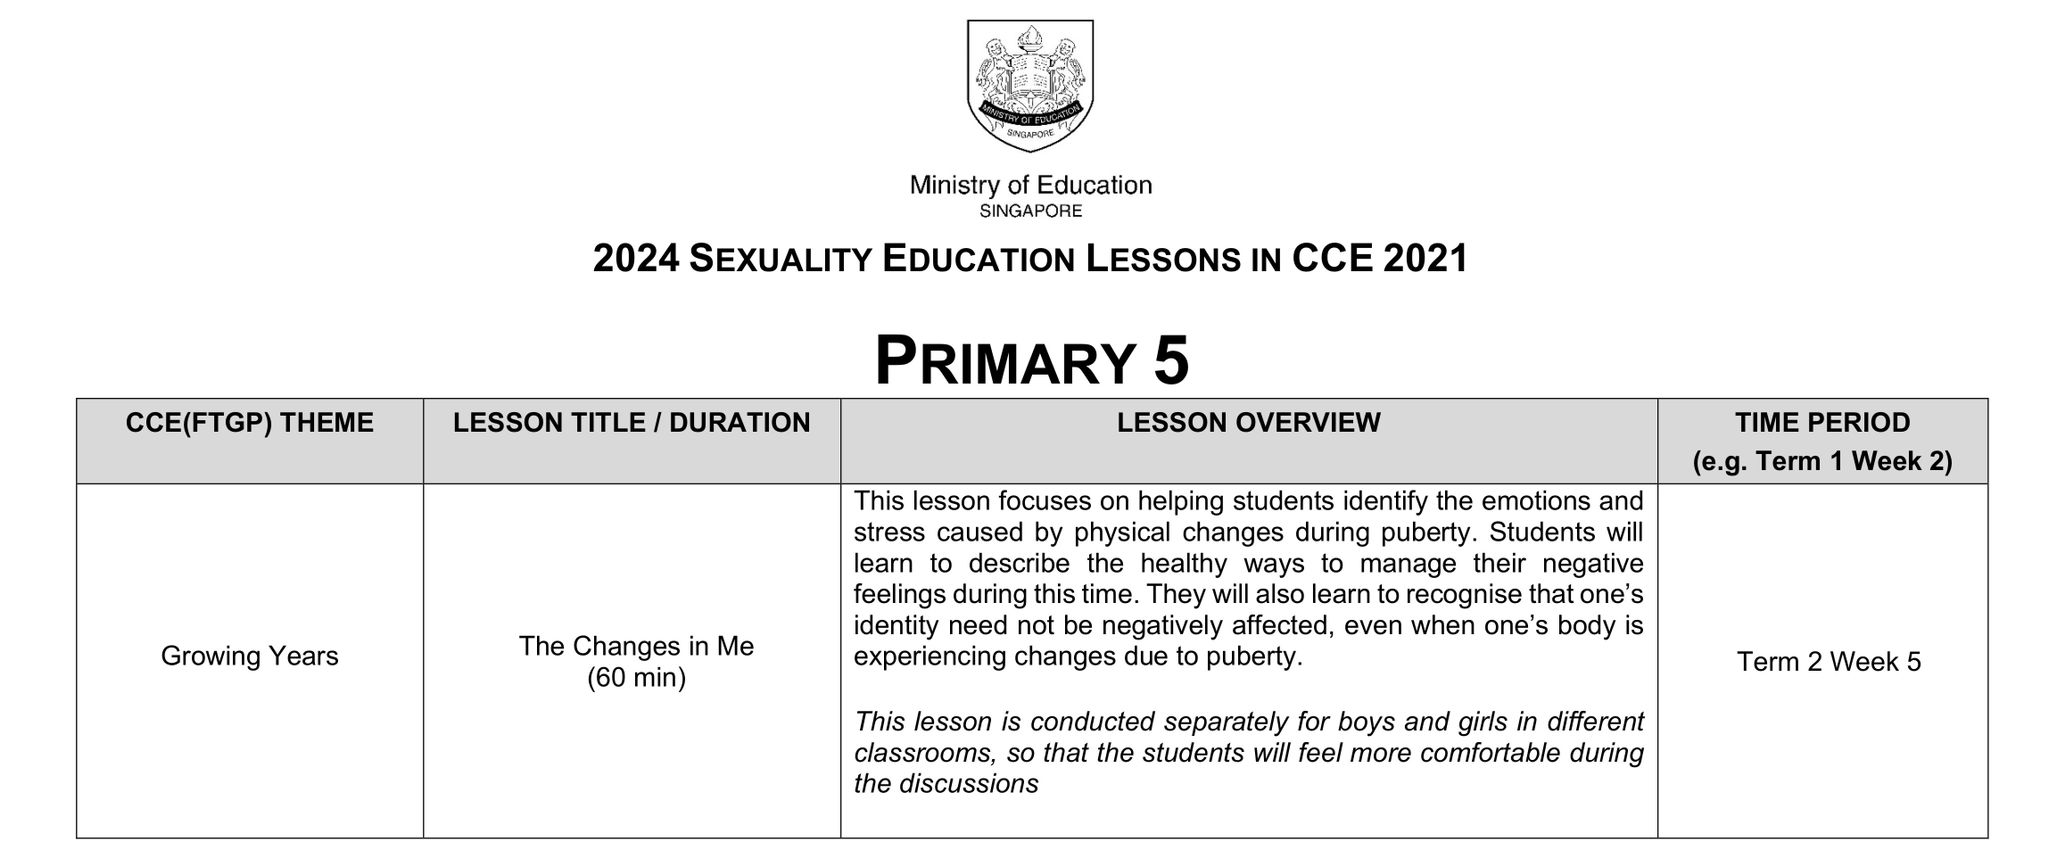 MINISTRY OF EDUCATION
SINGAPORE
Ministry of Education
SINGAPORE
2024 SEXUALITY EDUCATION LESSONS IN CCE 2021
PRIMARY 5
CCE(FTGP) THEME
LESSON TITLE / DURATION
LESSON OVERVIEW
TIME PERIOD
(e.g. Term 1 Week 2)
Growing Years
The Changes in Me
(60 min)
This lesson focuses on helping students identify the emotions and
stress caused by physical changes during puberty. Students will
learn to describe the healthy ways to manage their negative
feelings during this time. They will also learn to recognise that one’s
identity need not be negatively affected, even when one’s body is
experiencing changes due to puberty.
This lesson is conducted separately for boys and girls in different
classrooms, so that the students will feel more comfortable during
the discussions
Term 2 Week 5